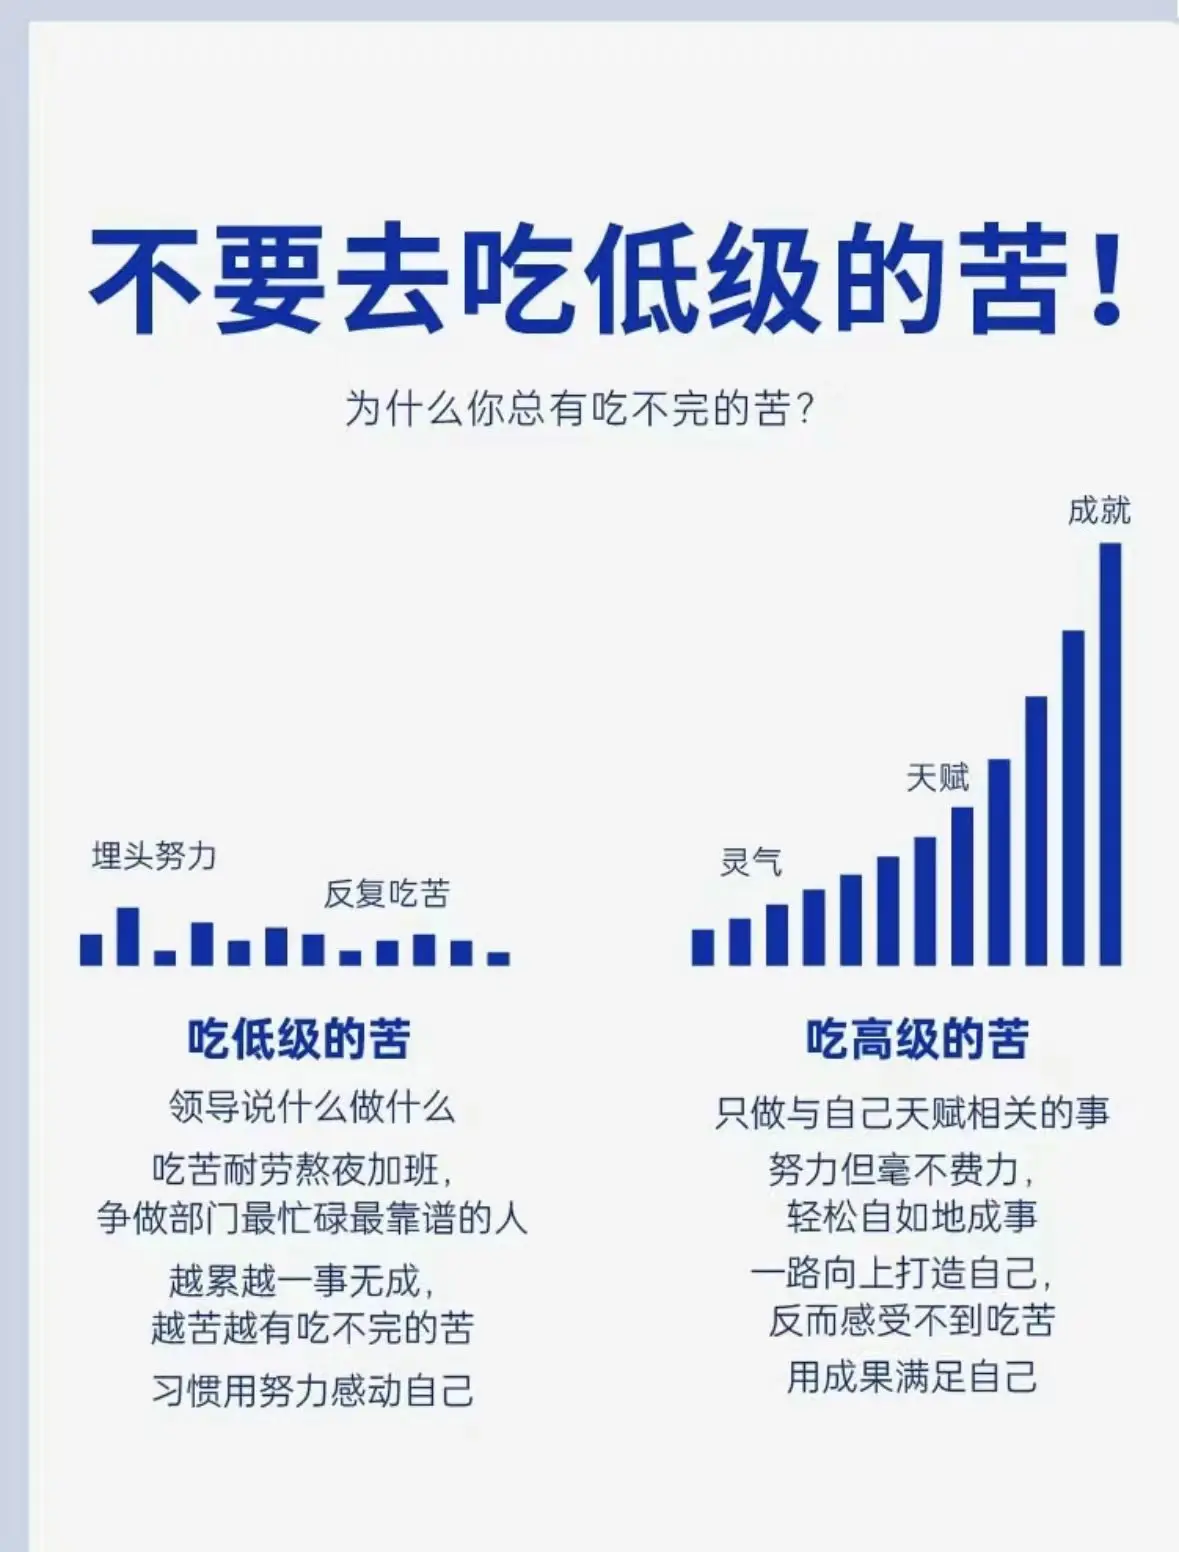 不要去吃低级的苦！
为什么你总有吃不完的苦？
埋头努力
反复吃苦
吃低级的苦
领导说什么做什么
吃苦耐劳熬夜加班，
争做部门最忙碌最靠谱的人
越累越一事无成，
越苦越有吃不完的苦
习惯用努力感动自己
成就
天赋
灵气
吃高级的苦
只做与自己天赋相关的事
努力但毫不费力，
轻松自如地成事
一路向上打造自己，
反而感受不到吃苦
用成果满足自己